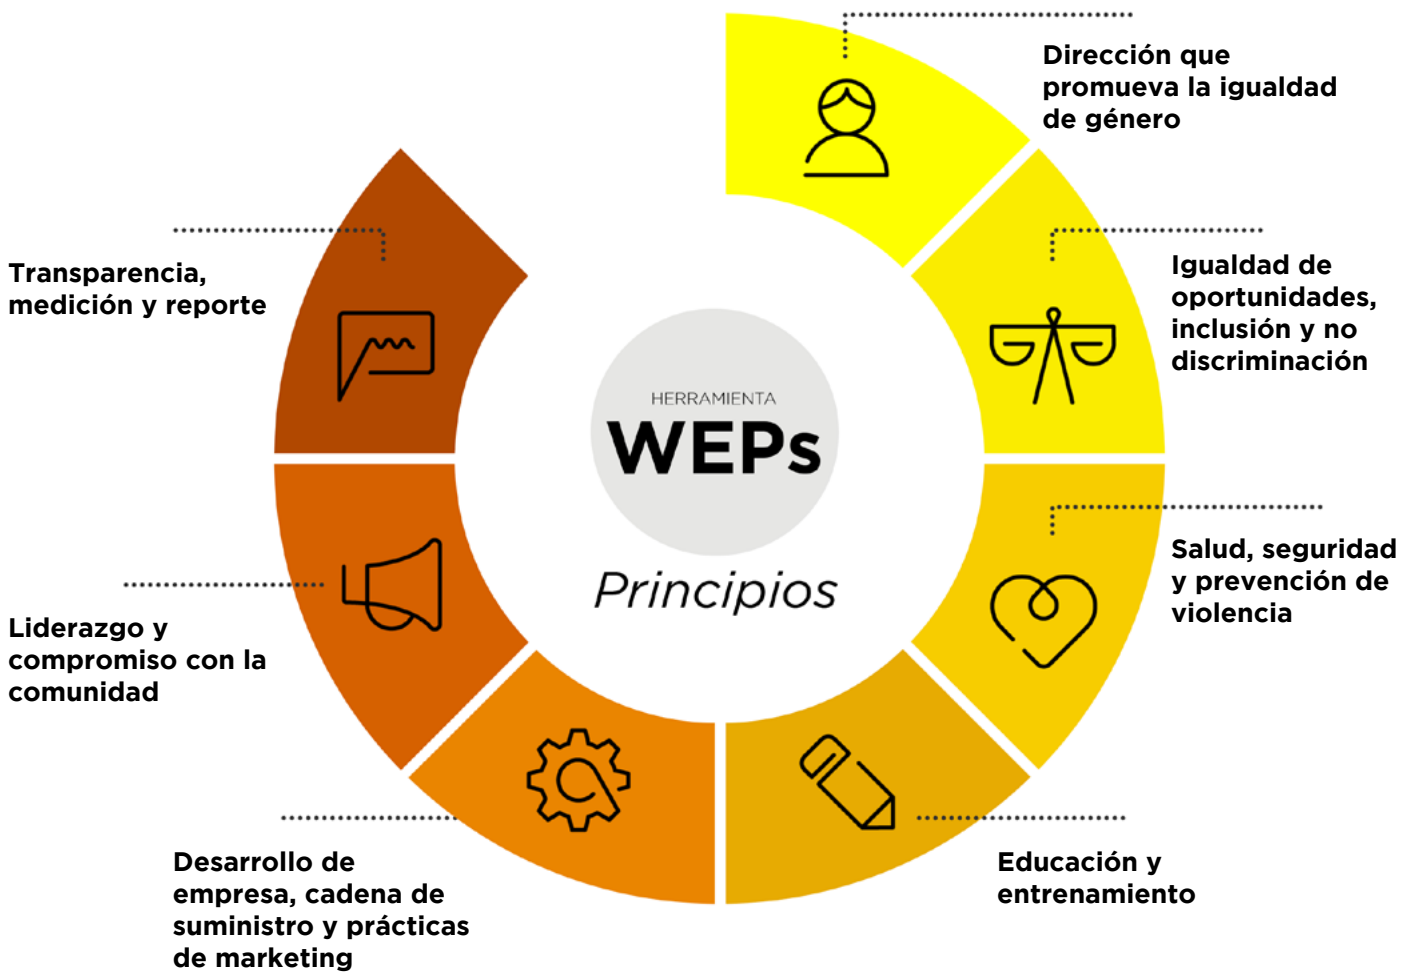 Dirección que
promueva la igualdad
de género
Igualdad de
oportunidades,
inclusión y no
discriminación
Salud, seguridad
y prevención de
violencia
Educación y
entrenamiento
Desarrollo de
empresa, cadena de
suministro y prácticas
de marketing
Liderazgo y
compromiso con la
comunidad
Transparencia,
medición y reporte
HERRAMIENTA
WEPs
Principios